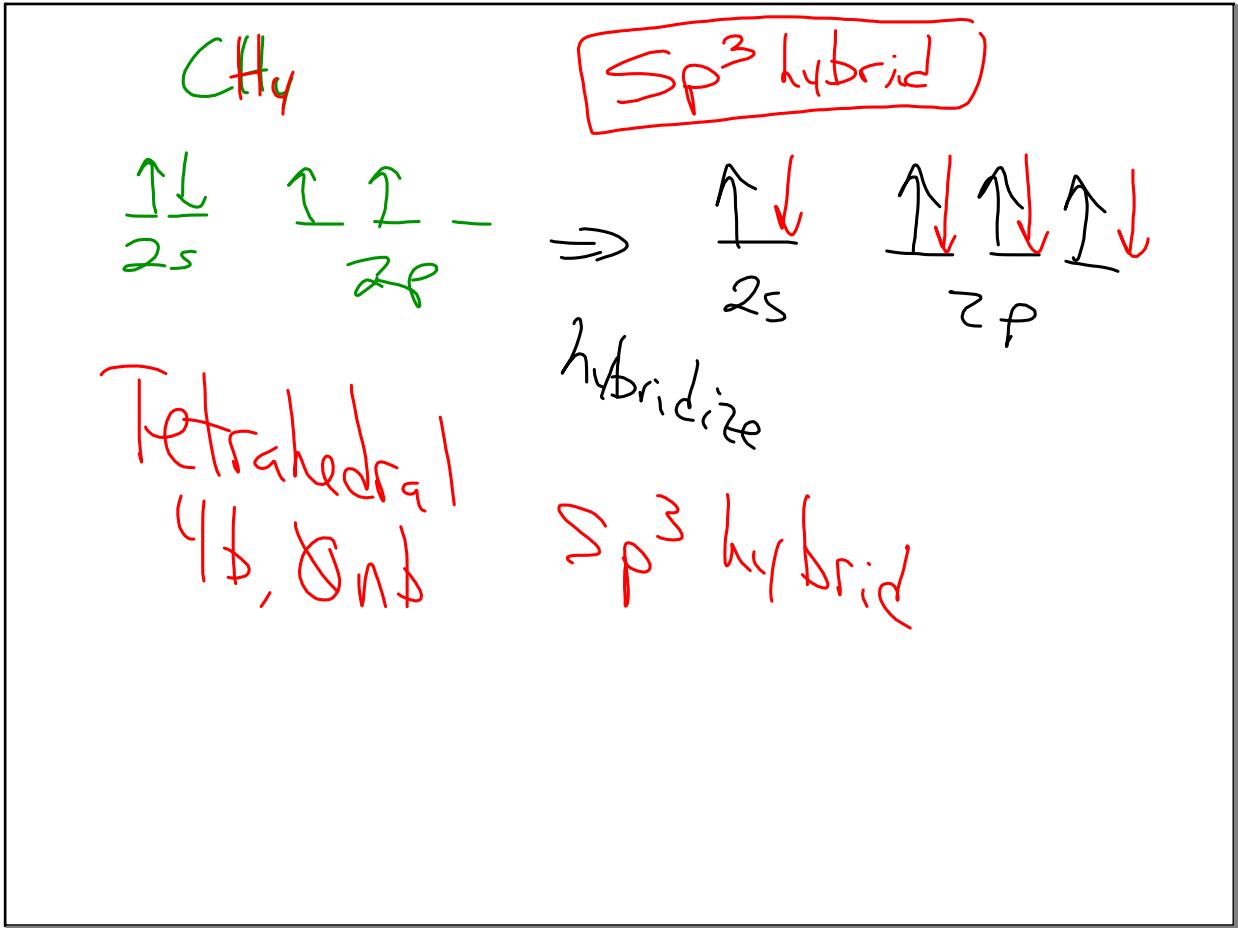 CH4
Sp³ hybrid
↑↓ ↑ ↑ ⇒ ↑↓ ↑↓ ↑↓ ↑↓
2s 2p 2s 2p
hybridize
Tetrahedral
4b, 0nb
Sp³ hybrid